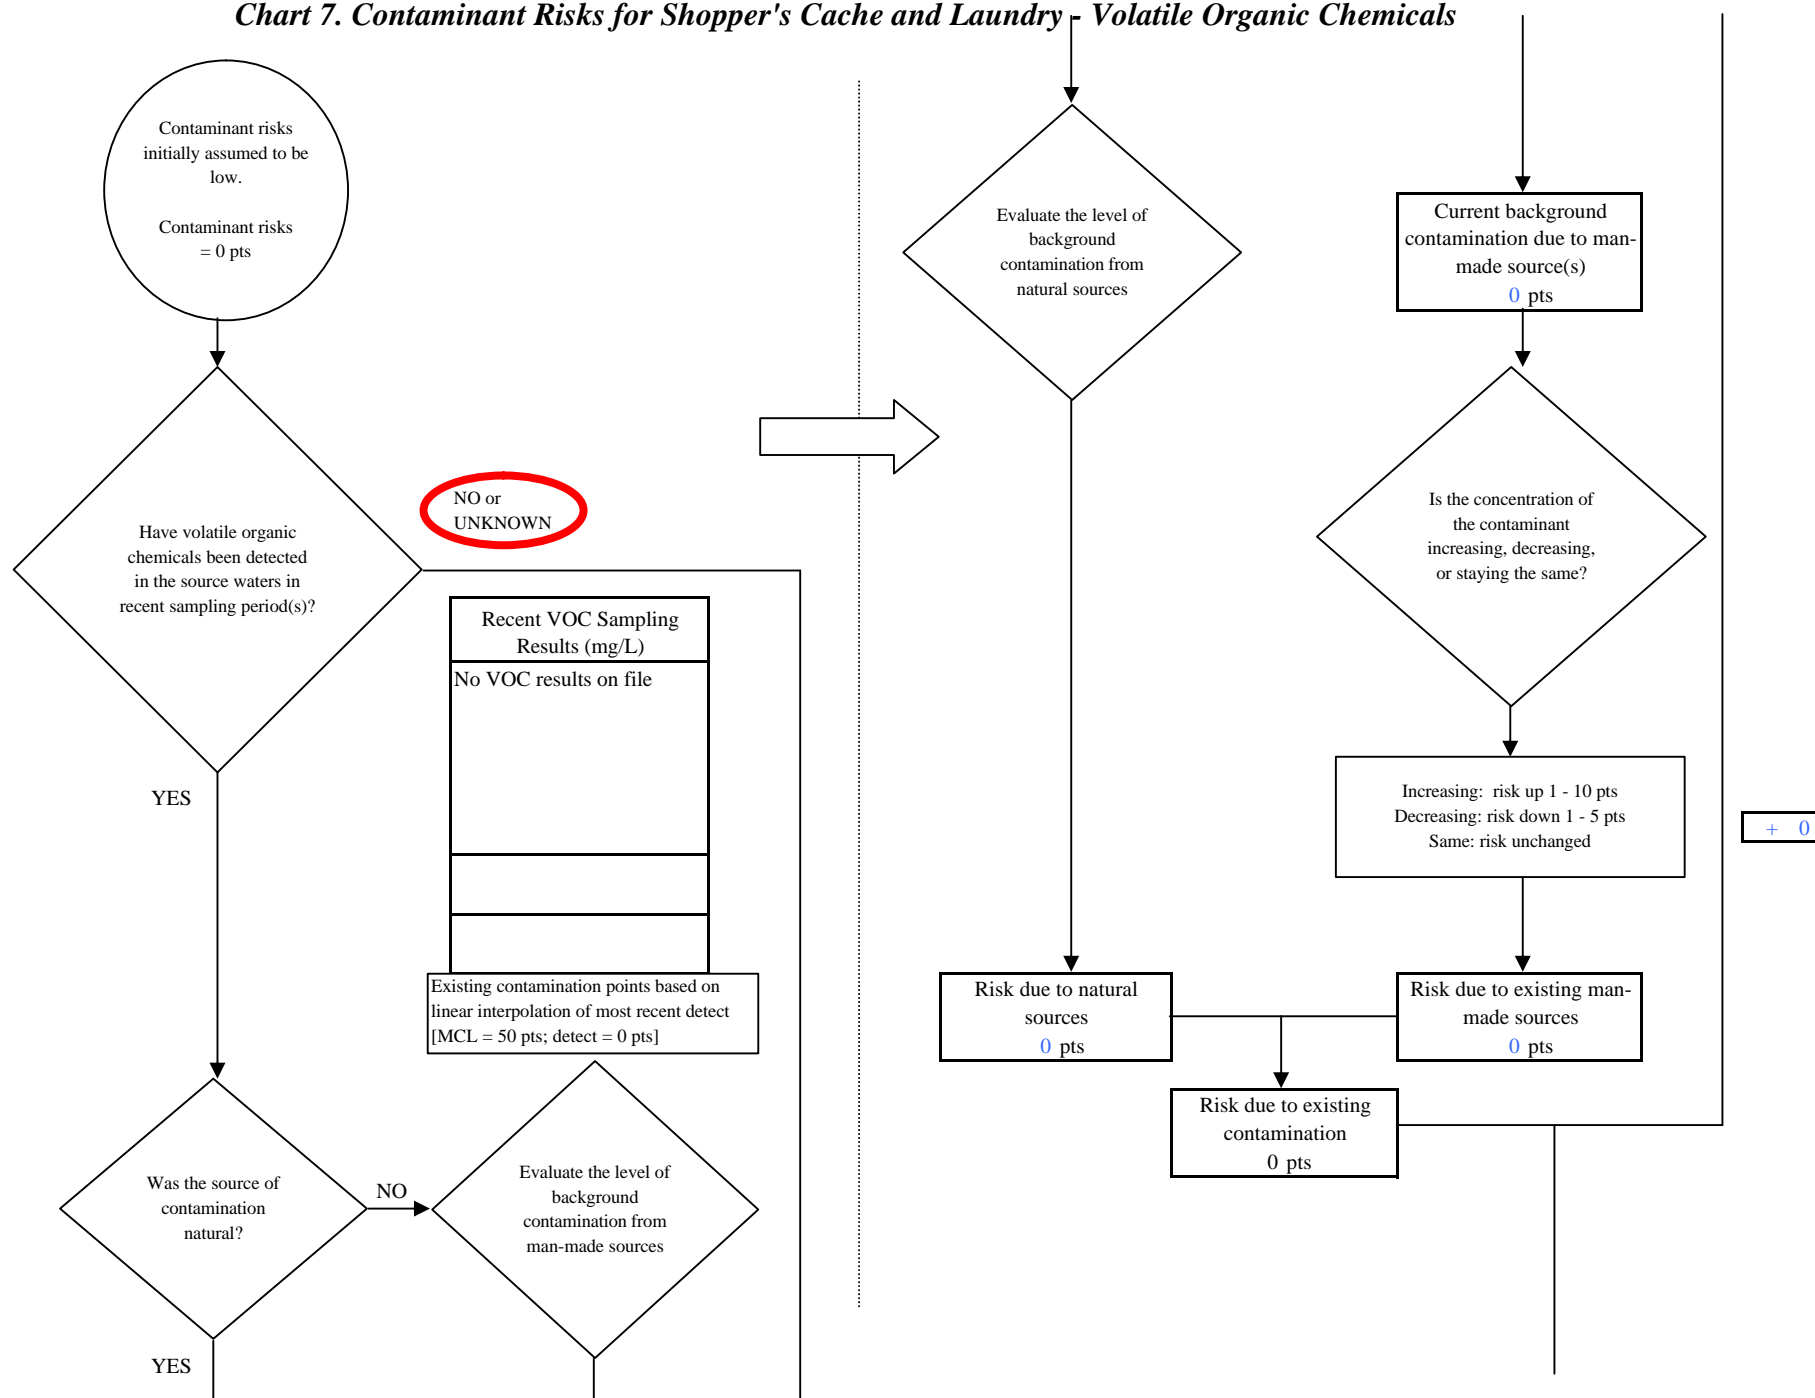 Chart 7. Contaminant Risks for Shopper's Cache and Laundry - Volatile Organic Chemicals
Contaminant risks
initially assumed to be
low.
Contaminant risks
= 0 pts
Have volatile organic
chemicals been detected
in the source waters in
recent sampling period(s)?
NO or
UNKNOWN
YES
Recent VOC Sampling
Results (mg/L)
No VOC results on file
Existing contamination points based on
linear interpolation of most recent detect
[MCL = 50 pts; detect = 0 pts]
Was the source of
contamination
natural?
NO
YES
Evaluate the level of
background
contamination from
man-made sources
Evaluate the level of
background
contamination from
natural sources
Current background
contamination due to man-
made source(s)
0 pts
Is the concentration of
the contaminant
increasing, decreasing,
or staying the same?
Increasing: risk up 1 - 10 pts
Decreasing: risk down 1 - 5 pts
Same: risk unchanged
+ 0
Risk due to natural
sources
0 pts
Risk due to existing man-
made sources
0 pts
Risk due to existing
contamination
0 pts